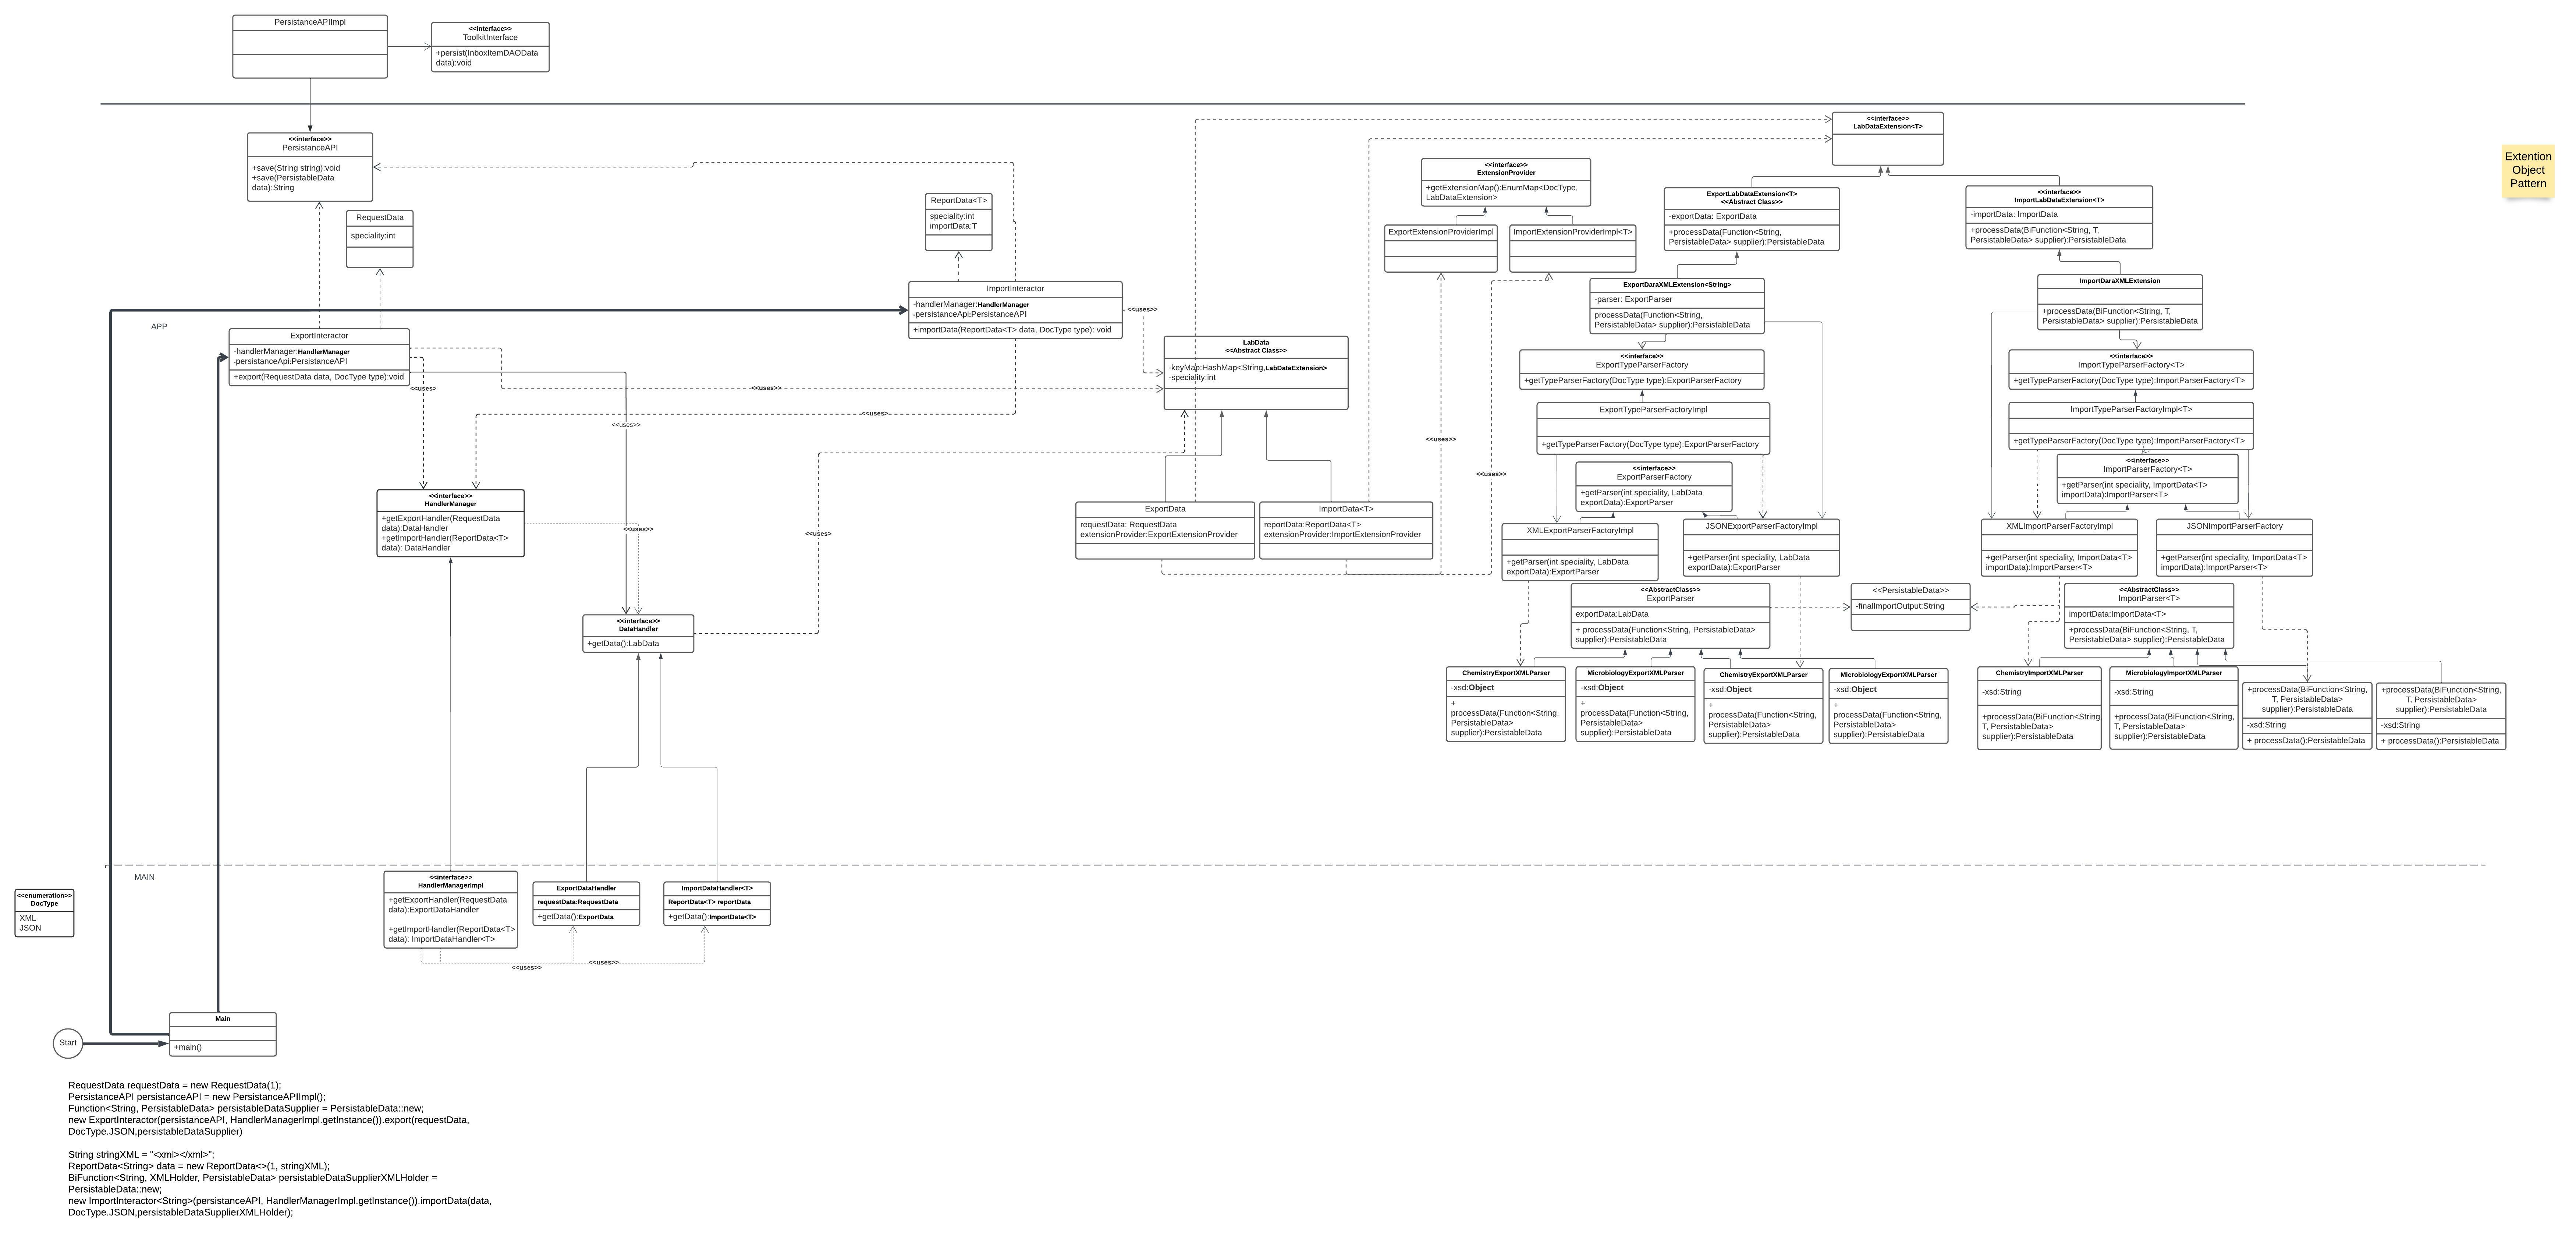 PersistanceAPIImpl
<<interface>>
ToolkitInterface
+persist(InboxItemDAOData
data):void
<<interface>>
PersistanceAPI
+save(String string):void
+save(PersistableData
data):String
RequestData
speciality:int
ReportData<T>
speciality:int
importData:T
ImportInteractor
-handlerManager:HandlerManager
-persistanceApi:PersistanceAPI
+importData(ReportData<T> data, DocType type): void
<<uses>>
APP
ExportInteractor
-handlerManager:HandlerManager
-persistanceApi:PersistanceAPI
+export(RequestData data, DocType type):void
<<uses>
<<uses>>
<<uses>>
<<uses>>
LabData
<<Abstract Class>>
-keyMap:HashMap<String,LabDataExtension>
-speciality:int
<<interface>>
HandlerManager
+getExportHandler(RequestData
data):DataHandler
+getImportHandler(ReportData<T>
data): DataHandler
<<uses>>
<<uses>
<<interface>>
DataHandler
+getData():LabData
ExportData
requestData: RequestData
extensionProvider:ExportExtensionProvider
ImportData<T>
reportData:ReportData<T>
extensionProvider:ImportExtensionProvider
<<interface>>
LabDataExtension<T>
Extention
Object
Pattern
<<interface>>
ExtensionProvider
+getExtensionMap():EnumMap<DocType,
LabDataExtension>
ExportExtensionProviderImpl
ImportExtensionProviderImpl<T>
<<uses>>
<<uses>>
ExportLabDataExtension<T>
<<Abstract Class>>
-exportData: ExportData
+processData(Function<String,
PersistableData> supplier):PersistableData
<<interface>>
ImportLabDataExtension<T>
-importData: ImportData
+processData(BiFunction<String, T,
PersistableData> supplier):PersistableData
ExportDaraXMLExtension<String>
-parser: ExportParser
processData(Function<String,
PersistableData> supplier):PersistableData
ImportDaraXMLExtension
+processData(BiFunction<String, T,
PersistableData> supplier):PersistableData
<<interface>>
ExportTypeParserFactory
+getTypeParserFactory(DocType type):ExportParserFactory
<<interface>>
ImportTypeParserFactory<T>
+getTypeParserFactory(DocType type):ImportParserFactory<T>
ExportTypeParserFactoryImpl
+getTypeParserFactory(DocType type):ExportParserFactory
ImportTypeParserFactoryImpl<T>
+getTypeParserFactory(DocType type):ImportParserFactory<T>
<<interface>>
ExportParserFactory
+getParser(int speciality, LabData
exportData):ExportParser
<<interface>>
ImportParserFactory<T>
+getParser(int speciality, ImportData<T>
importData):ImportParser<T>
XMLExportParserFactoryImpl
+getParser(int speciality, LabData
exportData):ExportParser
JSONExportParserFactoryImpl
+getParser(int speciality, LabData
exportData):ExportParser
XMLImportParserFactoryImpl
+getParser(int speciality, ImportData<T>
importData):ImportParser<T>
JSONImportParserFactory
+getParser(int speciality, ImportData<T>
importData):ImportParser<T>
<<AbstractClass>>
ExportParser
exportData:LabData
+ processData(Function<String, PersistableData>
supplier):PersistableData
<<PersistableData>>
-finalImportOutput:String
<<AbstractClass>>
ImportParser<T>
importData:ImportData<T>
+processData(BiFunction<String, T,
PersistableData> supplier):PersistableData
ChemistryExportXMLParser
-xsd:Object
+
processData(Function<String,
PersistableData>
supplier):PersistableData
MicrobiologyExportXMLParser
-xsd:Object
+
processData(Function<String,
PersistableData>
supplier):PersistableData
ChemistryExportXMLParser
-xsd:Object
+
processData(Function<String,
PersistableData>
supplier):PersistableData
MicrobiologyExportXMLParser
-xsd:Object
+
processData(Function<String,
PersistableData>
supplier):PersistableData
ChemistryImportXMLParser
-xsd:String
+processData(BiFunction<String,
T, PersistableData>
supplier):PersistableData
MicrobiologyImportXMLParser
-xsd:String
+processData(BiFunction<String,
T, PersistableData>
supplier):PersistableData
+processData(BiFunction<String,
T, PersistableData>
supplier):PersistableData
-xsd:String
+ processData():PersistableData
+processData(BiFunction<String,
T, PersistableData>
supplier):PersistableData
-xsd:String
+ processData():PersistableData
MAIN
<<enumeration>>
DocType
XML
JSON
<<interface>>
HandlerManagerImpl
+getExportHandler(RequestData
data):ExportDataHandler
+getImportHandler(ReportData<T>
data): ImportDataHandler<T>
ExportDataHandler
requestData:RequestData
+getData():ExportData
ImportDataHandler<T>
ReportData<T> reportData
+getData():ImportData<T>
<<uses>>
<<uses>>
Main
+main()
Start
RequestData requestData = new RequestData(1);
PersistanceAPI persistanceAPI = new PersistanceAPIImpl();
Function<String, PersistableData> persistableDataSupplier = PersistableData::new;
new ExportInteractor(persistanceAPI, HandlerManagerImpl.getInstance()).export(requestData,
DocType.JSON,persistableDataSupplier)
String stringXML = "<xml></xml>";
ReportData<String> data = new ReportData<>(1, stringXML);
BiFunction<String, XMLHolder, PersistableData> persistableDataSupplierXMLHolder =
PersistableData::new;
new ImportInteractor<String>(persistanceAPI, HandlerManagerImpl.getInstance()).importData(data,
DocType.JSON,persistableDataSupplierXMLHolder);